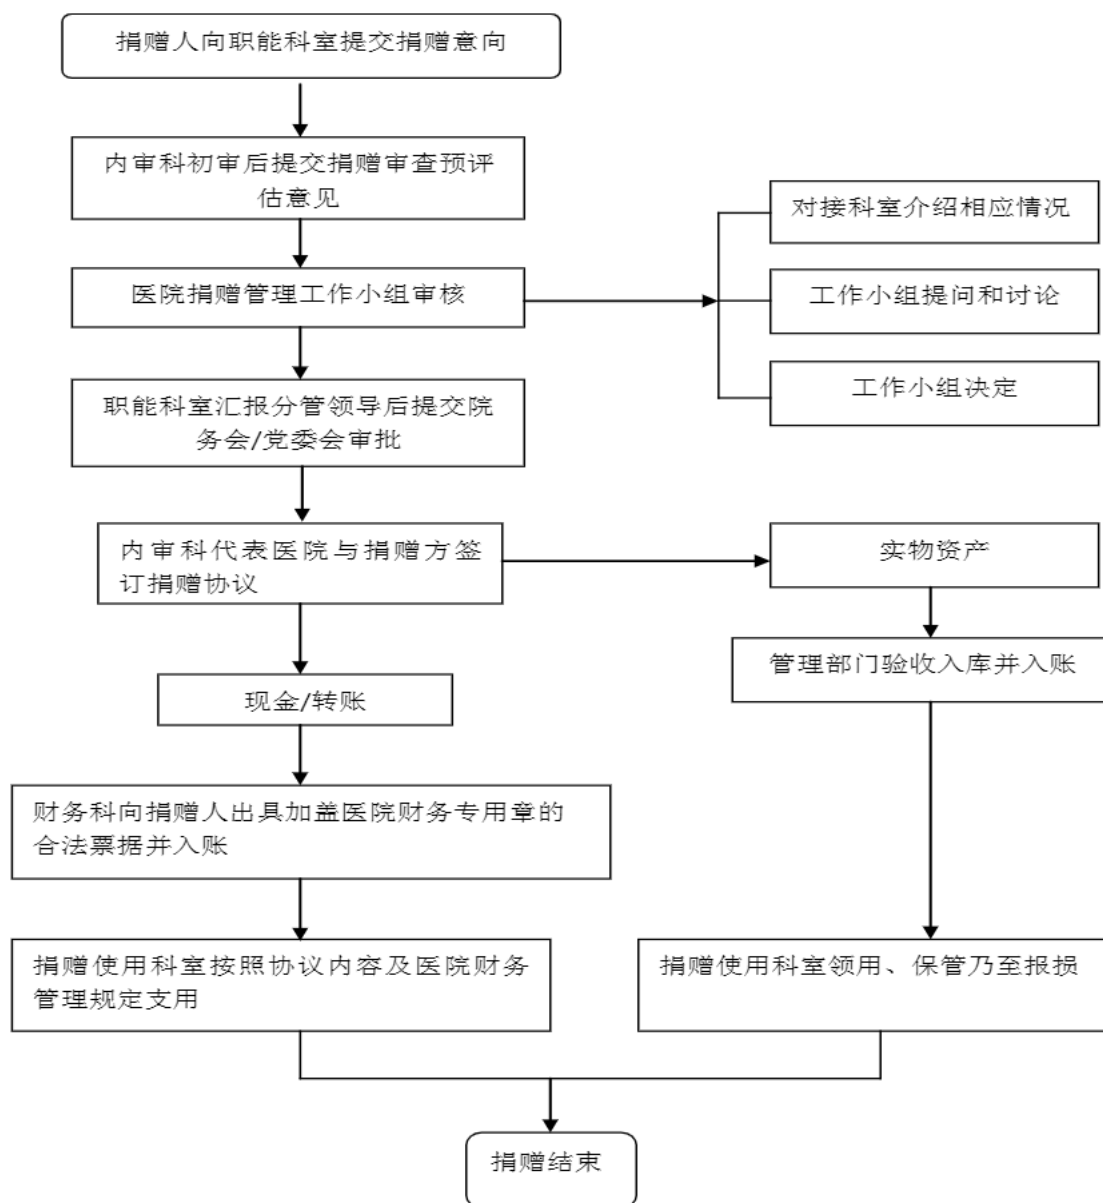 捐赠人向职能科室提交捐赠意向
内审科初审后提交捐赠审查预评
估意见
对接科室介绍相应情况
医院捐赠管理工作小组审核
工作小组提问和讨论
工作小组决定
职能科室汇报分管领导后提交院
务会/党委会审批
内审科代表医院与捐赠方签
订捐赠协议
实物资产
管理部门验收入库并入账
现金/转账
财务科向捐赠人出具加盖医院财务专用章的
合法票据并入账
捐赠使用科室按照协议内容及医院财务
管理规定支用
捐赠使用科室领用、保管乃至报损
捐赠结束